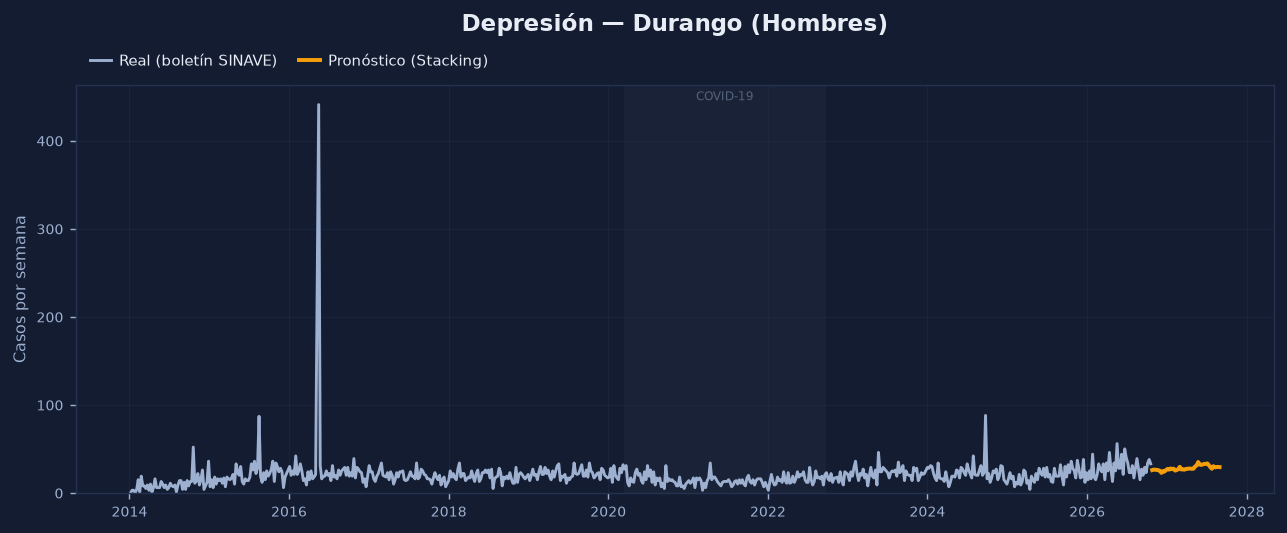 Depresión — Durango (Hombres)
Real (boletín SINAVE)
Pronóstico (Stacking)
COVID-19
Casos por semana
400
300
200
100
0
2014
2016
2018
2020
2022
2024
2026
2028